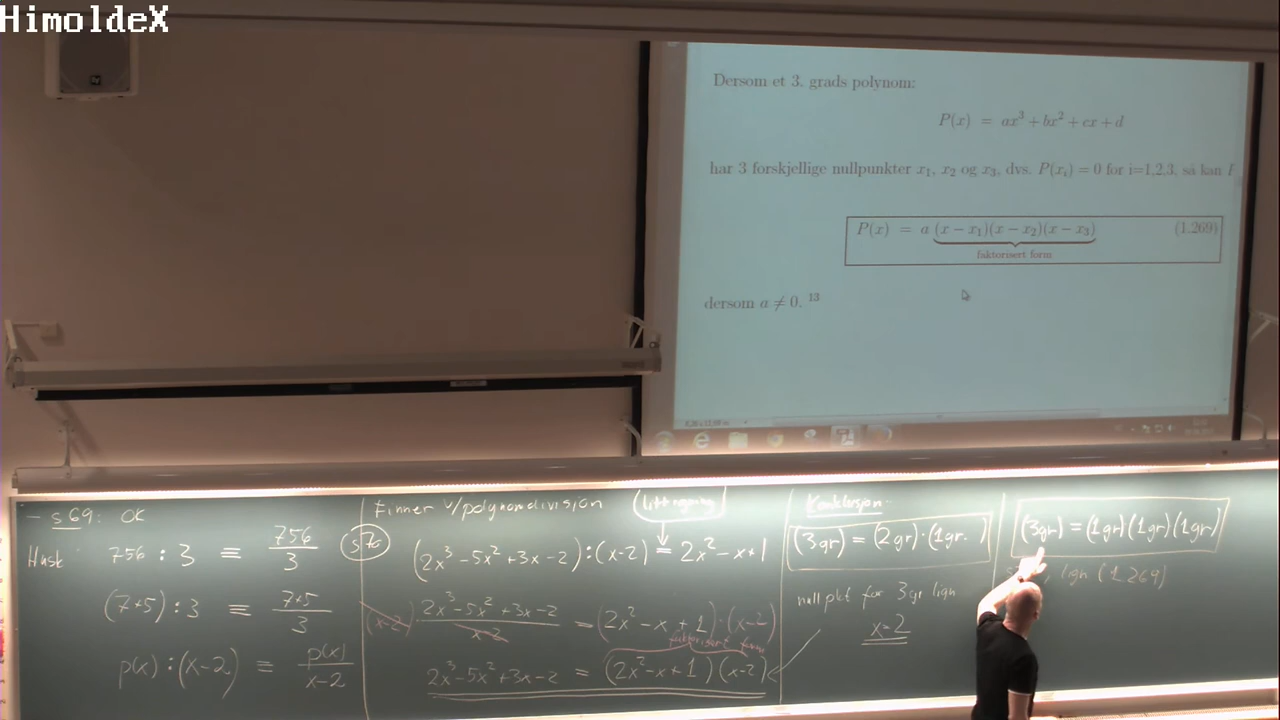 HimoldeX
Dersom et 3. grads polynom:
P(x) = ax³ + bx² + cx + d
har 3 forskjellige nullpunkter x₁, x₂ og x₃, dvs. P(xᵢ) = 0 for i=1,2,3, så kan
P(x) = a (x − x₁)(x − x₂)(x − x₃) (1.269)
faktorisert form
dersom a ≠ 0. ¹³
- s 69: OK
Husk 756 : 3 ≡ 756/3
(7+5) : 3 ≡ 7+5/3
p(x) : (x-2) = p(x)/x-2
Finner v/polynomdivisjon
s 70
(2x³ - 5x² + 3x - 2) : (x-2) = 2x² - x + 1
(x-2) · 2x³ - 5x² + 3x - 2/x-2 = (2x² - x + 1) · (x-2)
faktorisert form
2x³ - 5x² + 3x - 2 = (2x² - x + 1)(x-2)
Konklusjon:
(3gr) = (2gr) · (1gr.)
nullpkt for 3gr lign
x=2
(3gr) = (1gr)(1gr)(1gr)
lgn (1.269)